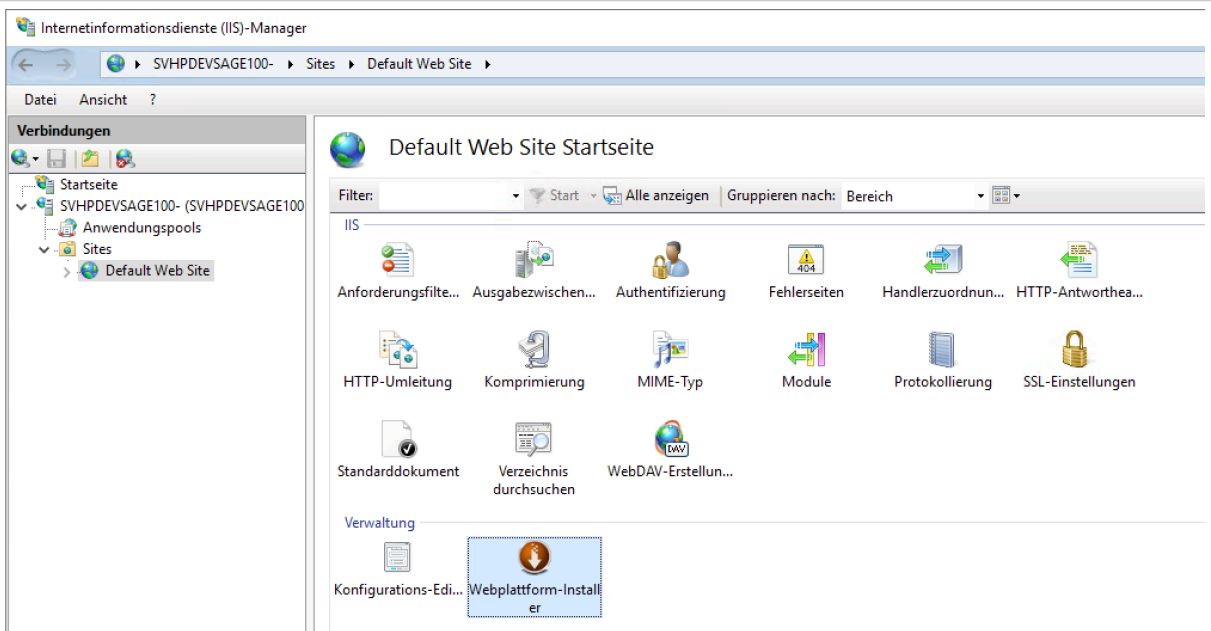 Internetinformationsdienste (IIS)-Manager
SVHPDEVSAGE100- Sites Default Web Site
Datei Ansicht ?
Verbindungen
Startseite
SVHPDEVSAGE100- (SVHPDEVSAGE100
Anwendungspools
Sites
Default Web Site
Default Web Site Startseite
Filter: Start Alle anzeigen Gruppieren nach: Bereich
IIS
Anforderungsfilte... Ausgabezwischen... Authentifizierung Fehlerseiten Handlerzuordnun... HTTP-Antworthea...
404
HTTP-Umleitung Komprimierung MIME-Typ Module Protokollierung SSL-Einstellungen
DAV
Standarddokument Verzeichnis durchsuchen WebDAV-Erstellun...
Verwaltung
Konfigurations-Edi... Webplattform-Install
er